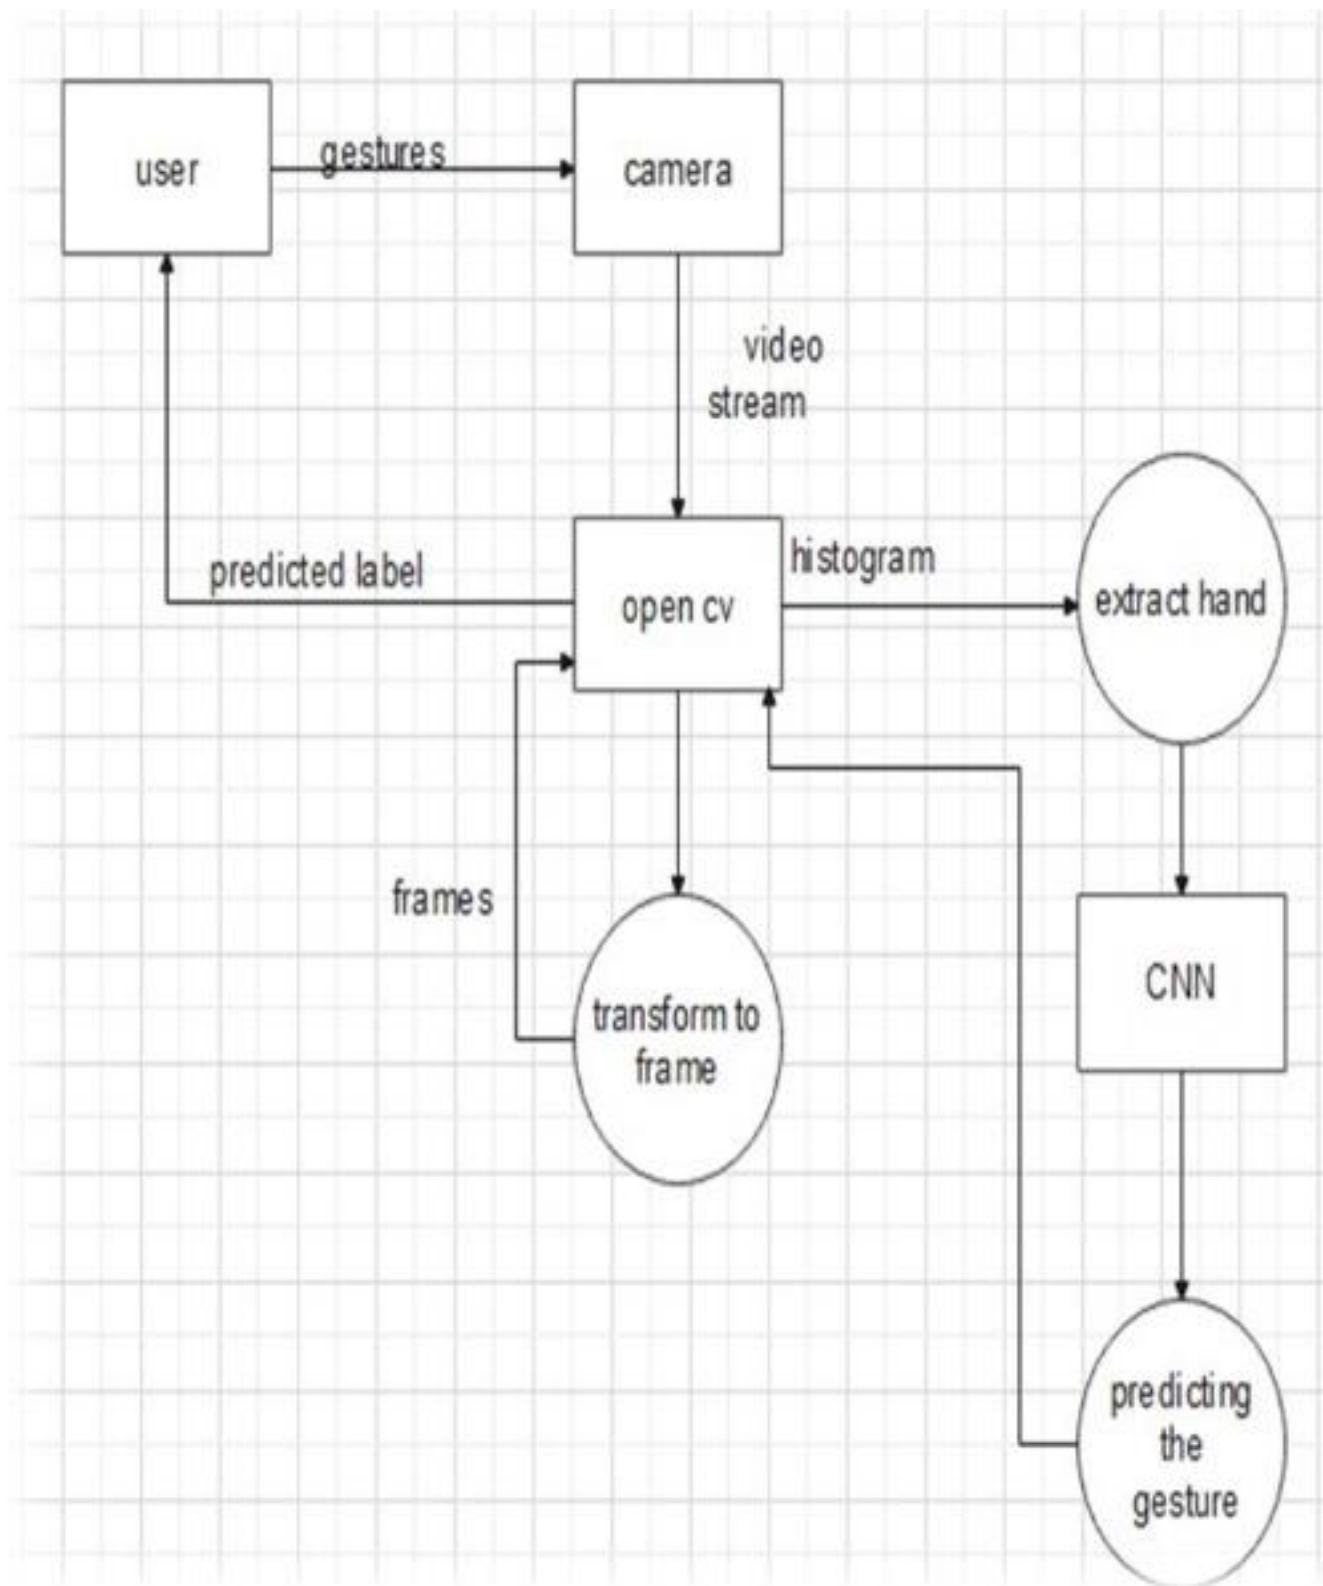 user
gestures
camera
video
stream
predicted label
open cv
histogram
extract hand
frames
transform to
frame
CNN
predicting
the
gesture